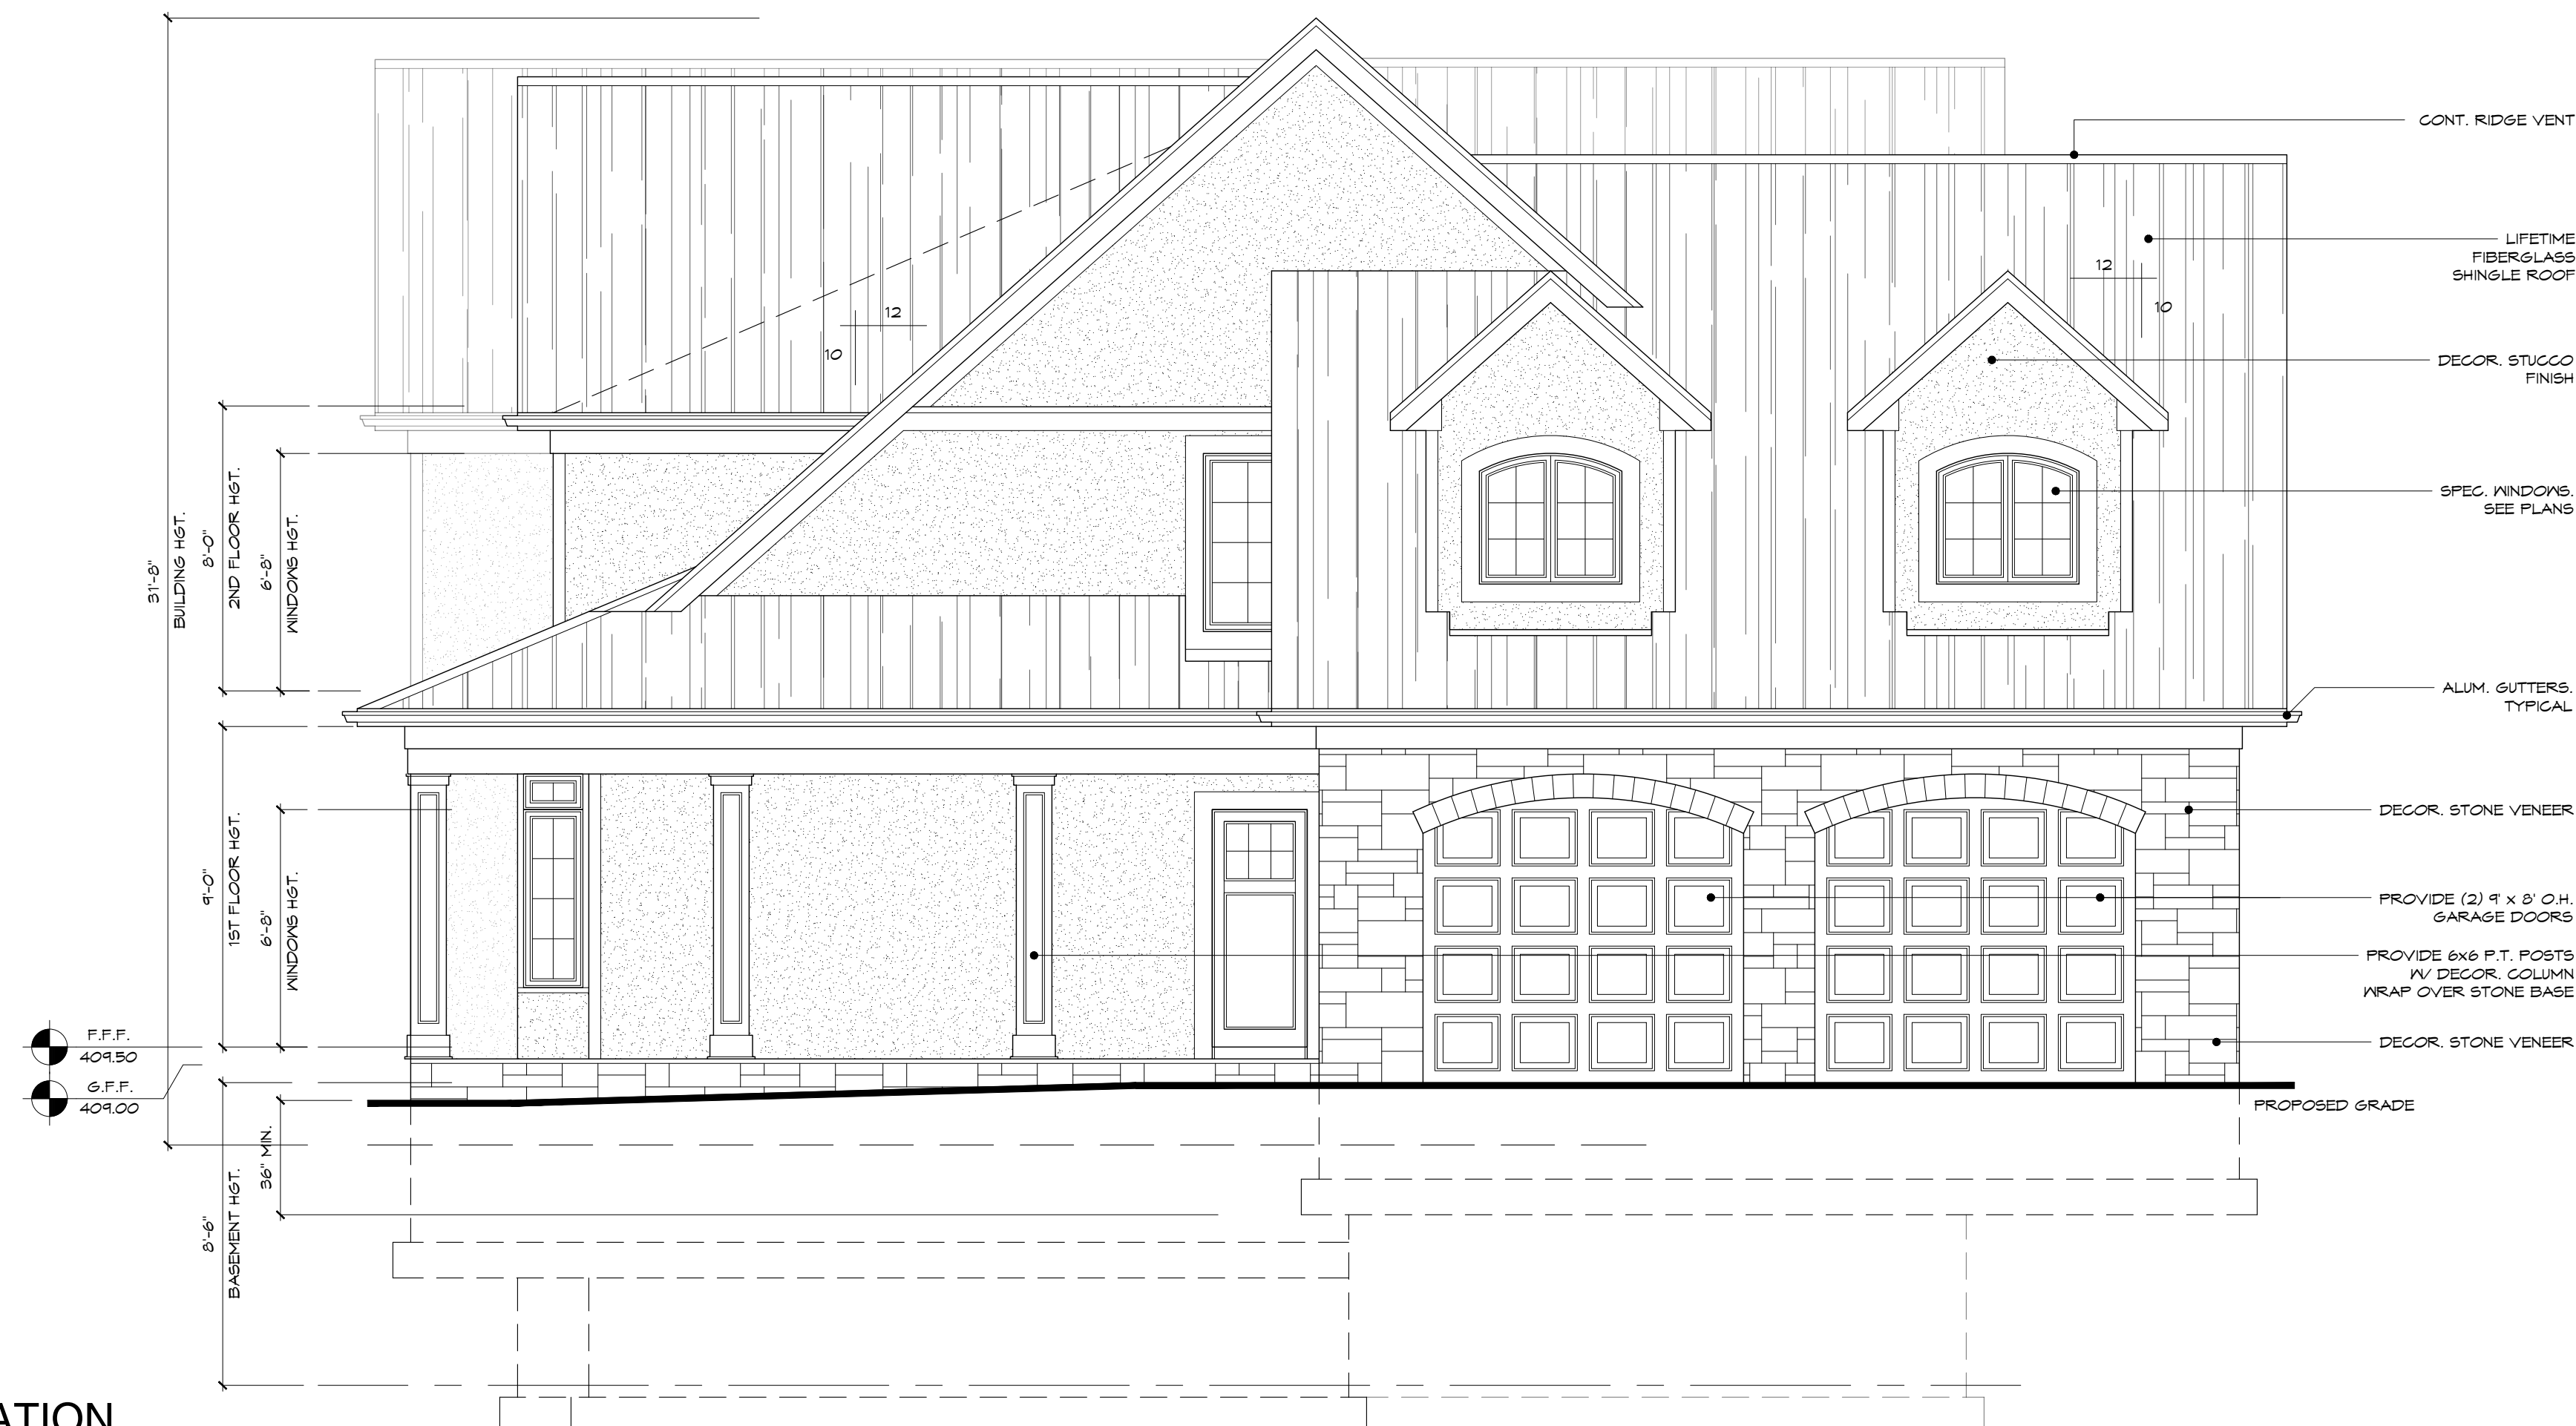 CONT. RIDGE VENT
LIFETIME
FIBERGLASS
SHINGLE ROOF
12
10
12
10
DECOR. STUCCO
FINISH
SPEC. WINDOWS.
SEE PLANS
31'-8"
BUILDING HGT.
8'-0"
2ND FLOOR HGT.
6'-8"
WINDOWS HGT.
ALUM. GUTTERS.
TYPICAL
DECOR. STONE VENEER
9'-0"
1ST FLOOR HGT.
6'-8"
WINDOWS HGT.
PROVIDE (2) 9' x 8' O.H.
GARAGE DOORS
PROVIDE 6x6 P.T. POSTS
W/ DECOR. COLUMN
WRAP OVER STONE BASE
F.F.F.
409.50
DECOR. STONE VENEER
G.F.F.
409.00
PROPOSED GRADE
36" MIN.
8'-6"
BASEMENT HGT.
ATION